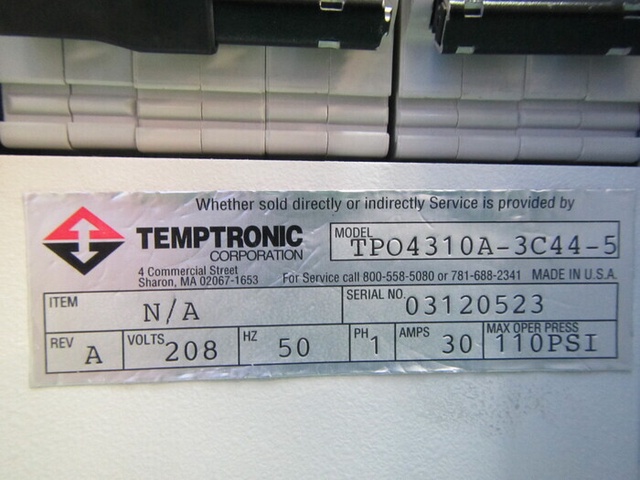 Whether sold directly or indirectly Service is provided by
TEMPTRONIC
CORPORATION
MODEL
TPO4310A-3C44-5
4 Commercial Street
Sharon, MA 02067-1653
For Service call 800-558-5080 or 781-688-2341 MADE IN U.S.A.
ITEM N/A
SERIAL NO. 03120523
REV A
VOLTS 208
HZ 50
PH 1
AMPS 30
MAX OPER PRESS
110PSI